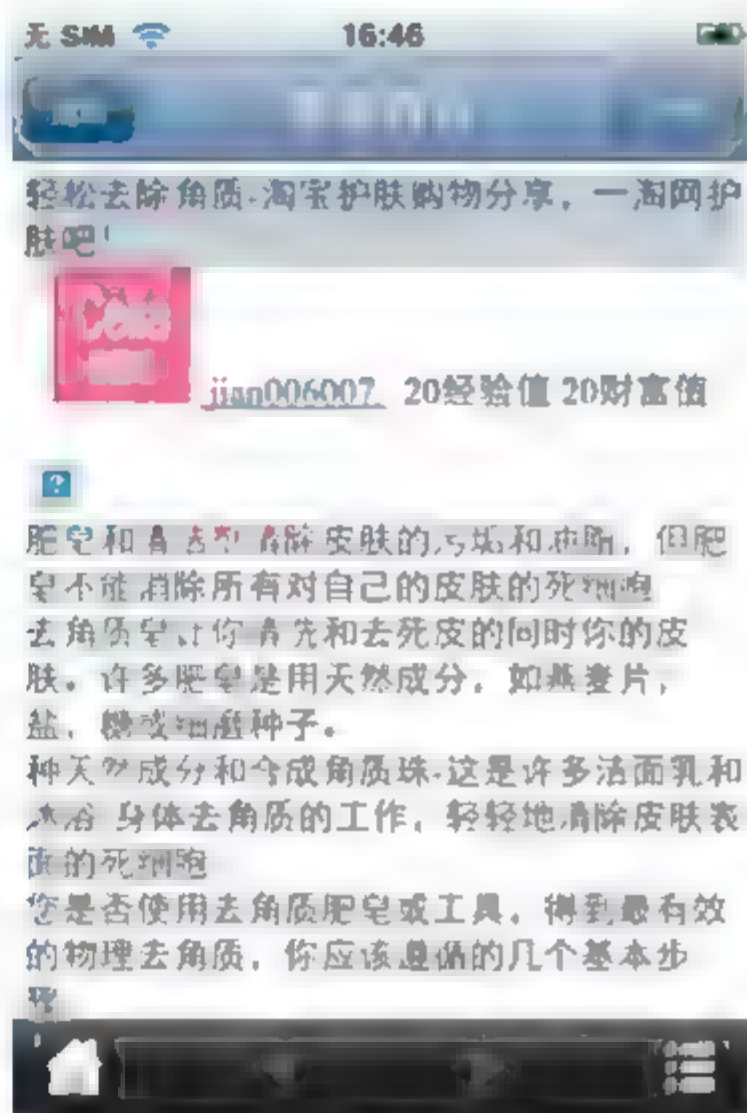 无 SIM 16:46
轻松去除角质-淘宝护肤购物分享，一淘网护
肤吧！
jian006007 20经验值 20财富值
肥皂和 清除皮肤的污垢和油脂，但肥
皂不能消除所有对自己的皮肤的死细胞
去角质皂让你清洗和去死皮的同时你的皮
肤。许多肥皂是用天然成分，如燕麦片，
盐，糖或细磨种子。
种天然成分和合成角质珠-这是许多洁面乳和
沐浴 身体去角质的工作，轻轻地消除皮肤表
面的死细胞
您是否使用去角质肥皂或工具，得到最有效
的物理去角质，你应该遵循的几个基本步
骤